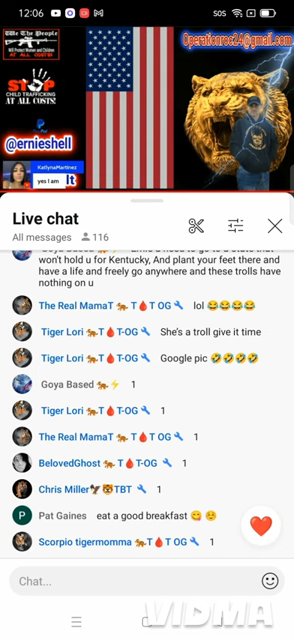 12:06
SOS
We The People
Will Protect Women and Children
AT ALL COSTS!
Operatonroc24@gmail.com
STOP
CHILD TRAFFICKING
AT ALL COSTS!
@ernieshell
KatlynaMartinez
yes I am
Live chat
All messages 116
won't hold u for Kentucky, And plant your feet there and
have a life and freely go anywhere and these trolls have
nothing on u
The Real MamaT 🐅 T🩸T OG 🔧 lol 😂😂😂😂
Tiger Lori 🐅T🩸T-OG 🔧 She's a troll give it time
Tiger Lori 🐅T🩸T-OG 🔧 Google pic 🤣🤣🤣🤣
Goya Based 🐅⚡ 1
Tiger Lori 🐅T🩸T-OG 🔧 1
The Real MamaT 🐅 T🩸T OG 🔧 1
BelovedGhost 🐅 T🩸T-OG 🔧 1
Chris Miller🦅🐯TBT 🔧 1
P Pat Gaines eat a good breakfast 😋 ☺️
Scorpio tigermomma 🐅T🩸T OG🔧 1
Chat...
VIDMA